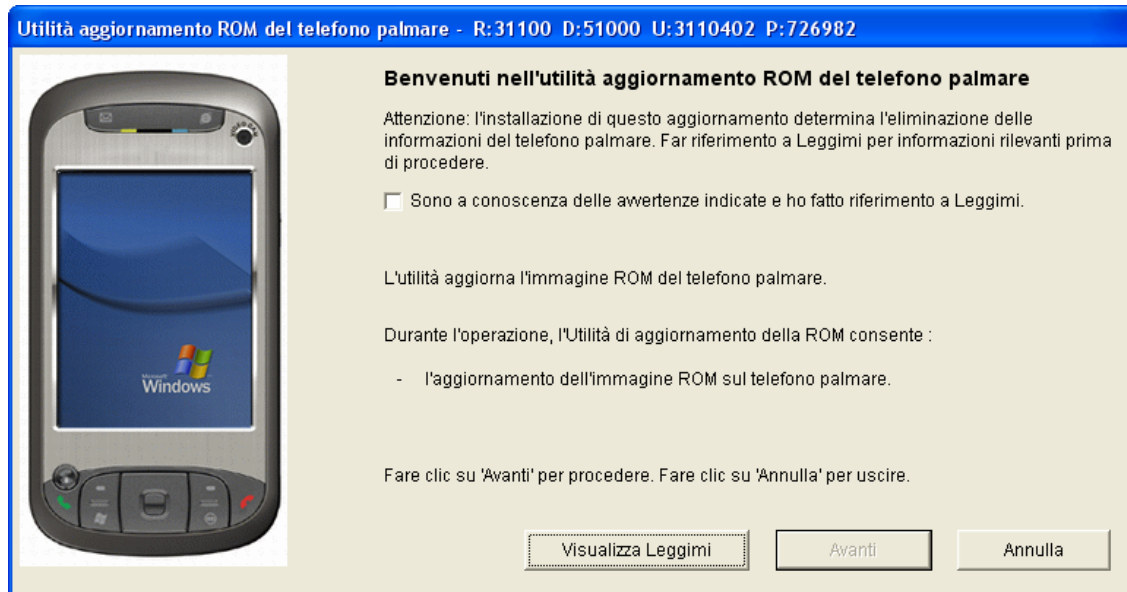 Utilità aggiornamento ROM del telefono palmare - R:31100 D:51000 U:3110402 P:726982
Benvenuti nell'utilità aggiornamento ROM del telefono palmare
Attenzione: l'installazione di questo aggiornamento determina l'eliminazione delle
informazioni del telefono palmare. Far riferimento a Leggimi per informazioni rilevanti prima
di procedere.
Sono a conoscenza delle avvertenze indicate e ho fatto riferimento a Leggimi.
L'utilità aggiorna l'immagine ROM del telefono palmare.
Durante l'operazione, l'Utilità di aggiornamento della ROM consente :
- l'aggiornamento dell'immagine ROM sul telefono palmare.
Fare clic su 'Avanti' per procedere. Fare clic su 'Annulla' per uscire.
Visualizza Leggimi
Avanti
Annulla
VIDEO CALL
Windows